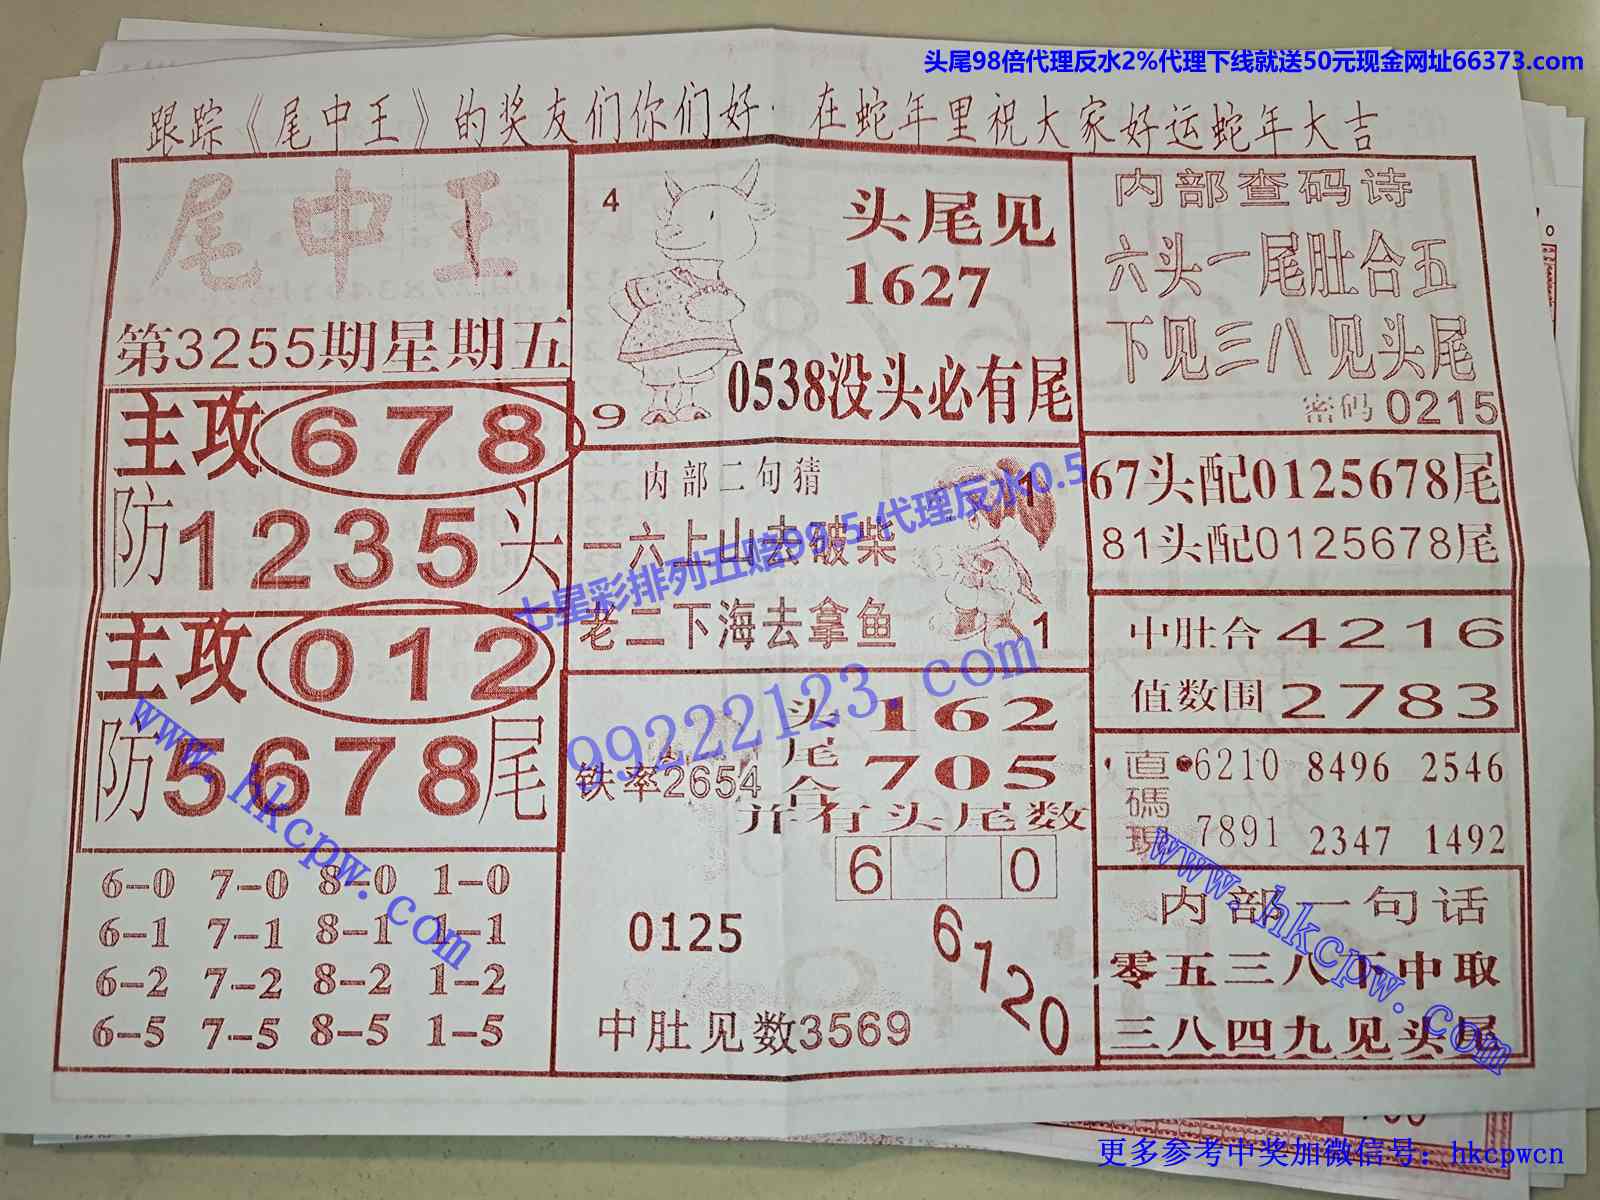 头尾98倍代理反水2%代理下线就送50元现金网址66373.com
跟踪《尾中王》的奖友们你们好·在蛇年里祝大家好运蛇年大吉
尾中王
第3255期星期五
主攻678
防1235头
主攻012
防5678尾
6-0 7-0 8-0 1-0
6-1 7-1 8-1 1-1
6-2 7-2 8-2 1-2
6-5 7-5 8-5 1-5
4
头尾见
1627
0538没头必有尾
9
内部二句猜
一六上山去破柴
老二下海去拿鱼
1
1
七星彩排列五赔99.5代理反水0.5
99222123.com
头162
尾
合705
铁率2654
并有头尾数
6 0
0125
6120
中肚见数3569
内部查码诗
六头一尾肚合五
下见三八见头尾
密码0215
67头配0125678尾
81头配0125678尾
中肚合4216
值数围2783
直碼現
6210 8496 2546
7891 2347 1492
内部一句话
零五三八下中取
三八四九见头尾
www.hkcpw.com
www.hkcpw.com
更多参考中奖加微信号：hkcpwcn